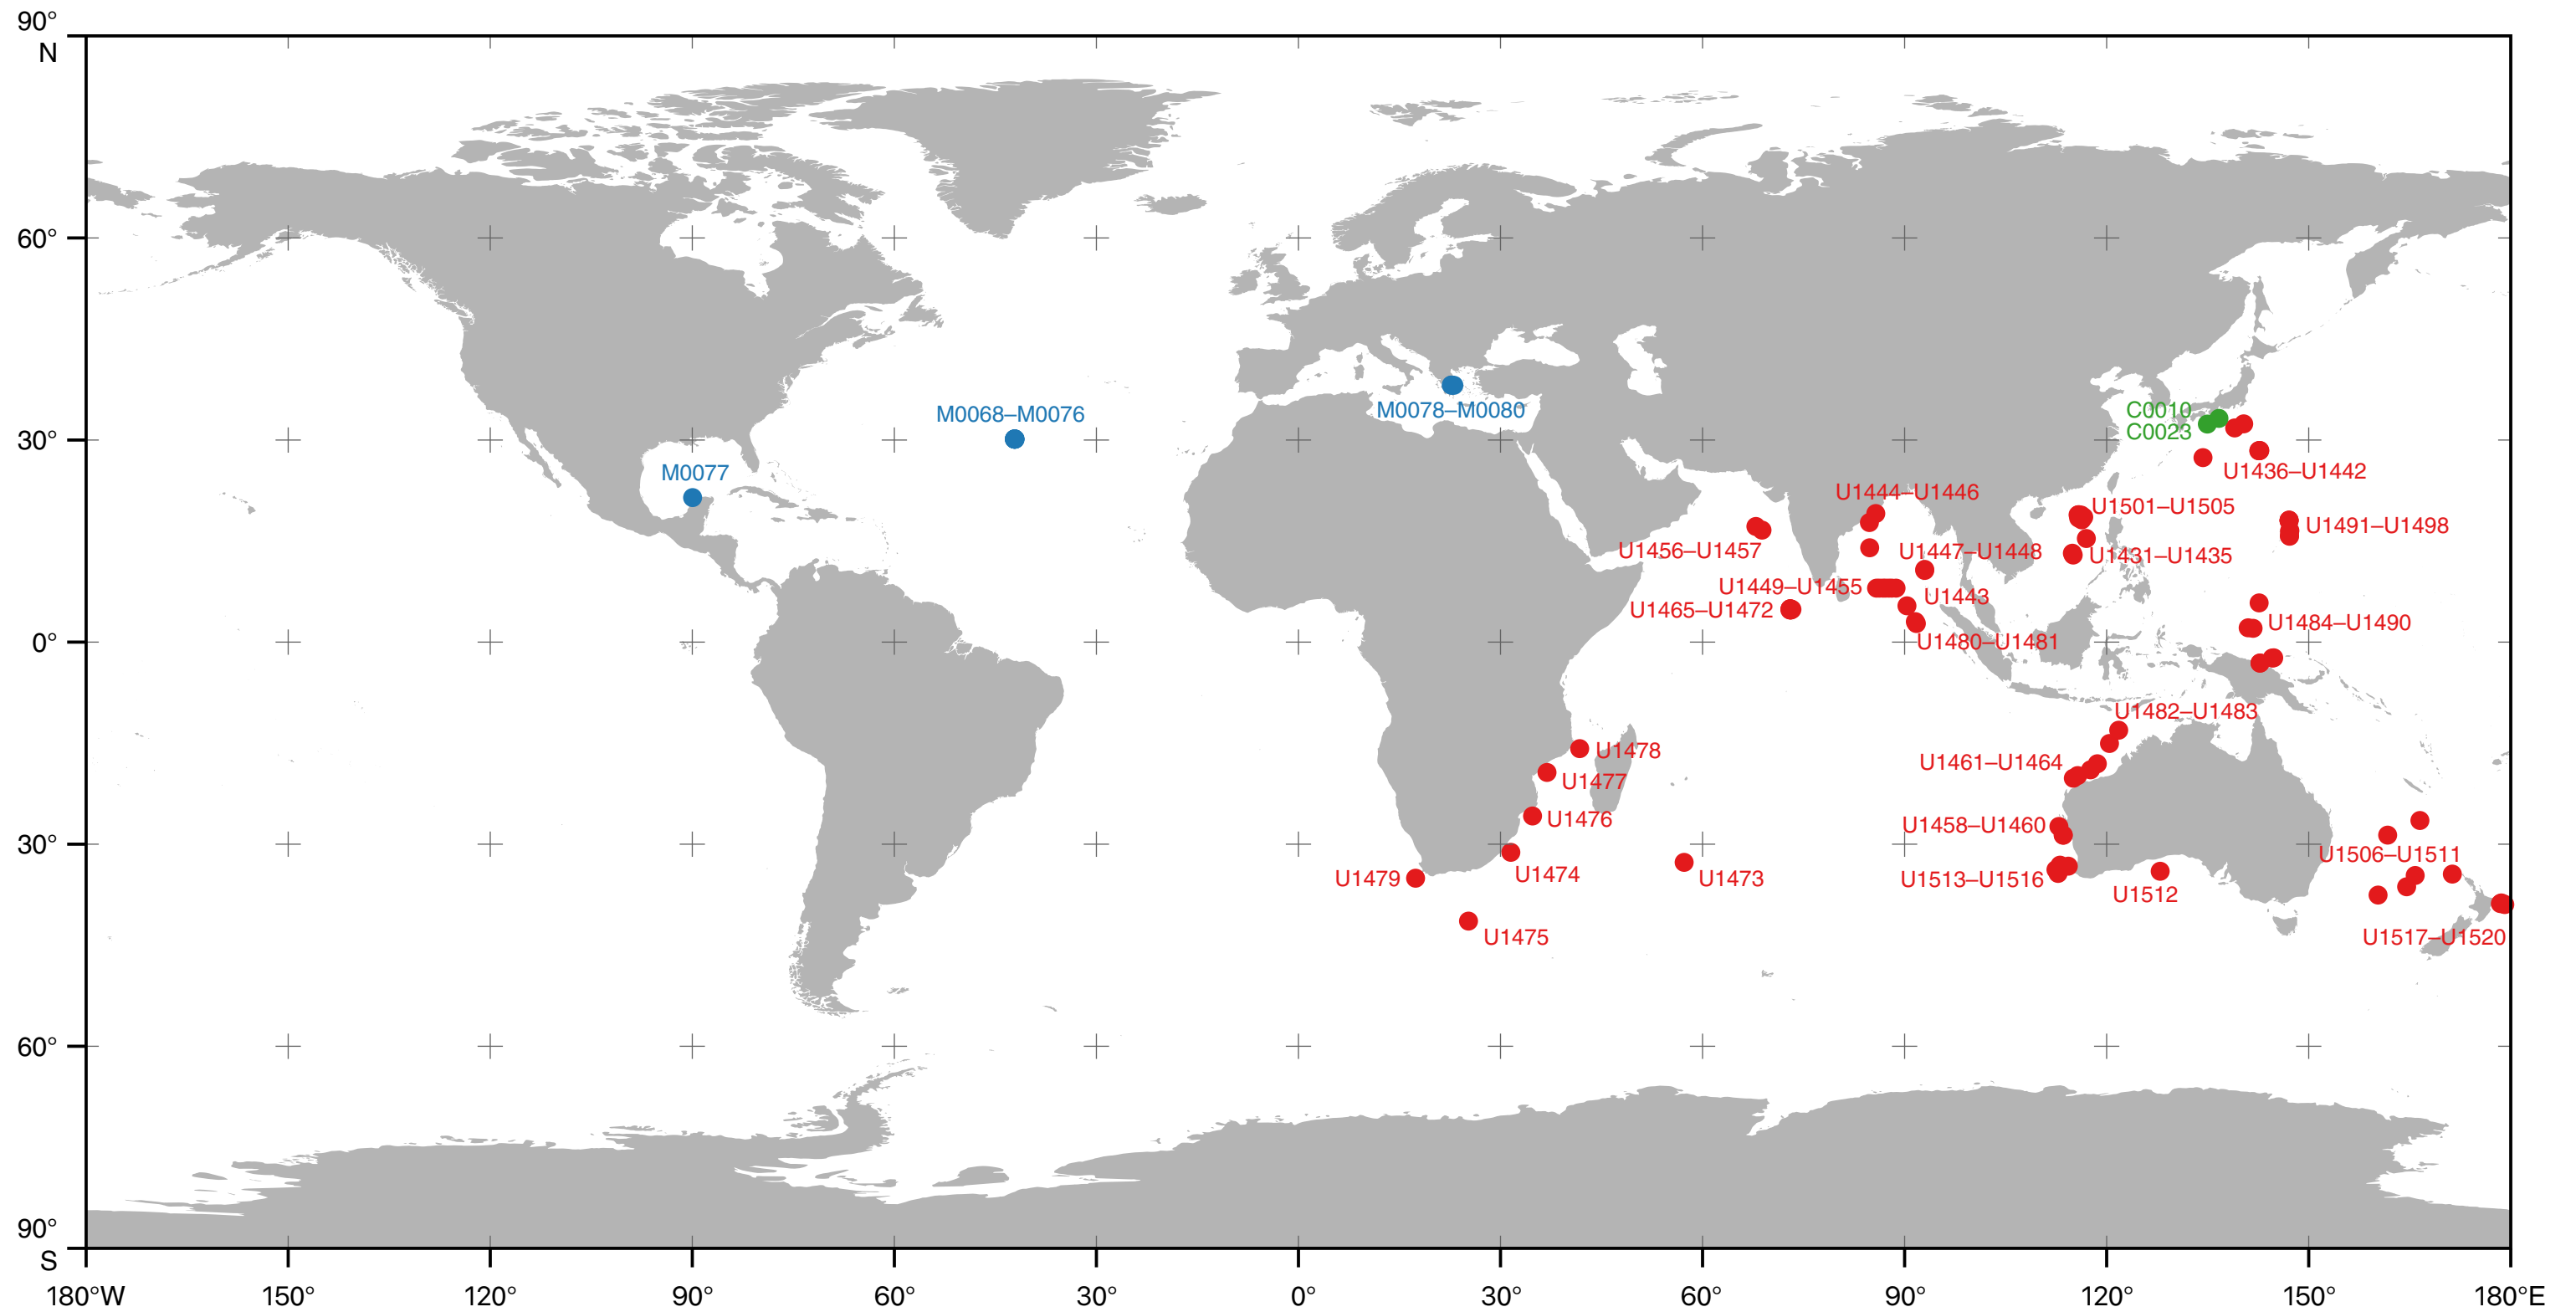 90°
N
60°
30°
0°
30°
60°
90°
S
M0068–M0076
M0078–M0080
M0077
C0010
C0023
U1436–U1442
U1444–U1446
U1501–U1505
U1491–U1498
U1456–U1457
U1447–U1448
U1431–U1435
U1449–U1455
U1443
U1465–U1472
U1484–U1490
U1480–U1481
U1482–U1483
U1478
U1461–U1464
U1477
U1476
U1458–U1460
U1506–U1511
U1479
U1474
U1473
U1513–U1516
U1512
U1475
U1517–U1520
180°W
150°
120°
90°
60°
30°
0°
30°
60°
90°
120°
150°
180°E